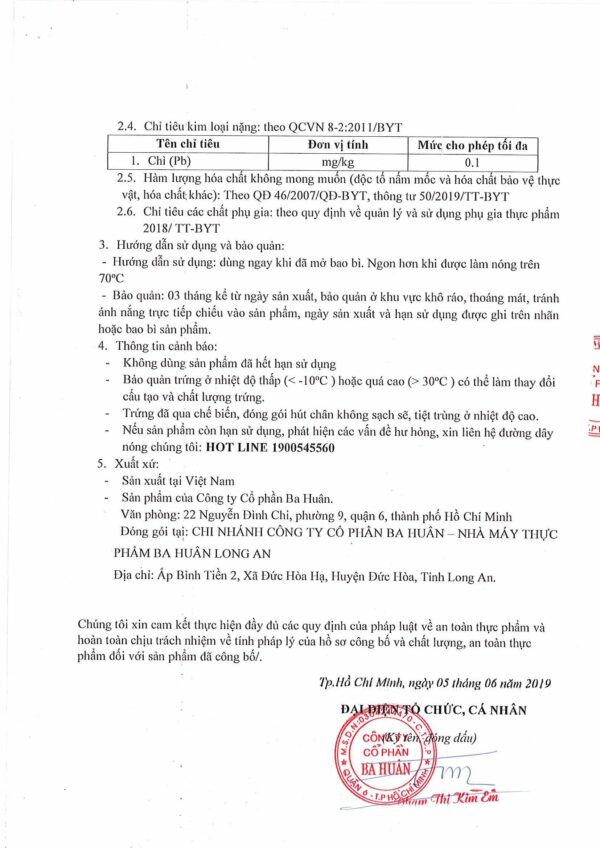 2.4. Chỉ tiêu kim loại nặng: theo QCVN 8-2:2011/BYT
Tên chỉ tiêu Đơn vị tính Mức cho phép tối đa
1. Chì (Pb) mg/kg 0.1
2.5. Hàm lượng hóa chất không mong muốn (độc tố nấm mốc và hóa chất bảo vệ thực
vật, hóa chất khác): Theo QĐ 46/2007/QĐ-BYT, thông tư 50/2019/TT-BYT
2.6. Chỉ tiêu các chất phụ gia: theo quy định về quản lý và sử dụng phụ gia thực phẩm
2018/ TT-BYT
3. Hướng dẫn sử dụng và bảo quản:
- Hướng dẫn sử dụng: dùng ngay khi đã mở bao bì. Ngon hơn khi được làm nóng trên
70ºC
- Bảo quản: 03 tháng kể từ ngày sản xuất, bảo quản ở khu vực khô ráo, thoáng mát, tránh
ánh nắng trực tiếp chiếu vào sản phẩm, ngày sản xuất và hạn sử dụng được ghi trên nhãn
hoặc bao bì sản phẩm.
4. Thông tin cảnh báo:
- Không dùng sản phẩm đã hết hạn sử dụng
- Bảo quản trứng ở nhiệt độ thấp (< -10ºC ) hoặc quá cao (> 30ºC ) có thể làm thay đổi
cấu tạo và chất lượng trứng.
- Trứng đã qua chế biến, đóng gói hút chân không sạch sẽ, tiệt trùng ở nhiệt độ cao.
- Nếu sản phẩm còn hạn sử dụng, phát hiện các vấn đề hư hỏng, xin liên hệ đường dây
nóng chúng tôi: HOT LINE 1900545560
5. Xuất xứ:
- Sản xuất tại Việt Nam
- Sản phẩm của Công ty Cổ phần Ba Huân.
Văn phòng: 22 Nguyễn Đình Chi, phường 9, quận 6, thành phố Hồ Chí Minh
Đóng gói tại: CHI NHÁNH CÔNG TY CỔ PHẦN BA HUÂN – NHÀ MÁY THỰC
PHẨM BA HUÂN LONG AN
Địa chỉ: Ấp Bình Tiền 2, Xã Đức Hòa Hạ, Huyện Đức Hòa, Tỉnh Long An.
Chúng tôi xin cam kết thực hiện đầy đủ các quy định của pháp luật về an toàn thực phẩm và
hoàn toàn chịu trách nhiệm về tính pháp lý của hồ sơ công bố và chất lượng, an toàn thực
phẩm đối với sản phẩm đã công bố/.
Tp.Hồ Chí Minh, ngày 05 tháng 06 năm 2019
ĐẠI DIỆN TỔ CHỨC, CÁ NHÂN
(Ký tên, đóng dấu)
CÔNG TY
CỔ PHẦN
BA HUÂN
QUẬN 6 - T.P HỒ CHÍ MINH
Phạm Thị Kim Em